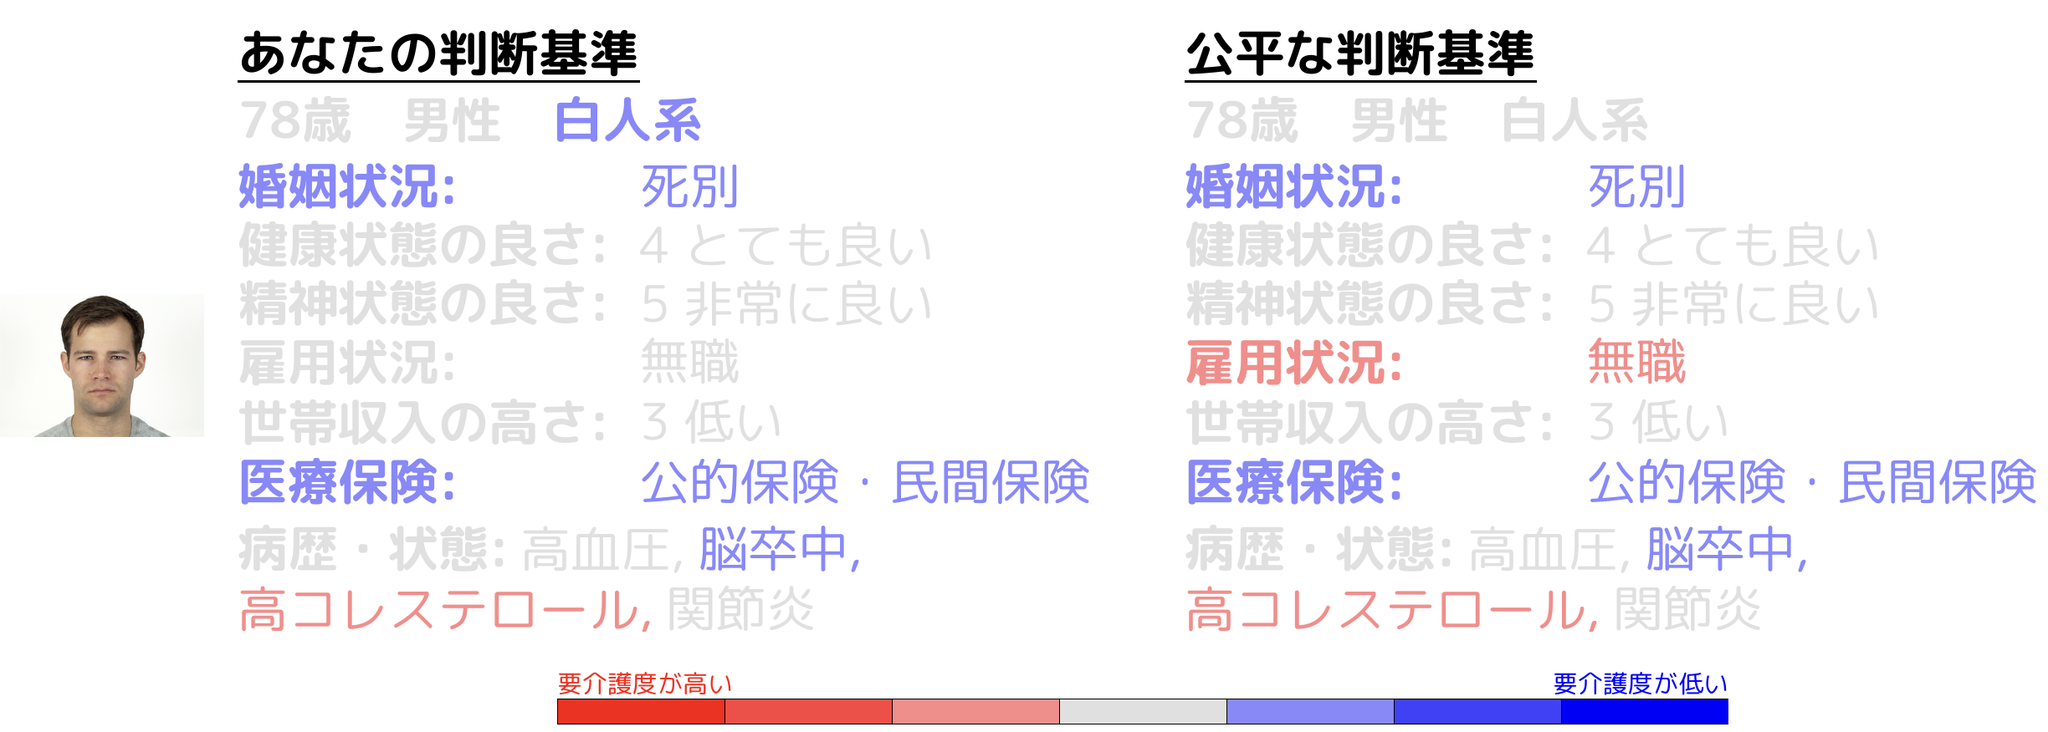 あなたの判断基準
78歳　男性　白人系
婚姻状況: 死別
健康状態の良さ: 4 とても良い
精神状態の良さ: 5 非常に良い
雇用状況: 無職
世帯収入の高さ: 3 低い
医療保険: 公的保険・民間保険
病歴・状態: 高血圧, 脳卒中,
高コレステロール, 関節炎
公平な判断基準
78歳　男性　白人系
婚姻状況: 死別
健康状態の良さ: 4 とても良い
精神状態の良さ: 5 非常に良い
雇用状況: 無職
世帯収入の高さ: 3 低い
医療保険: 公的保険・民間保険
病歴・状態: 高血圧, 脳卒中,
高コレステロール, 関節炎
要介護度が高い
要介護度が低い